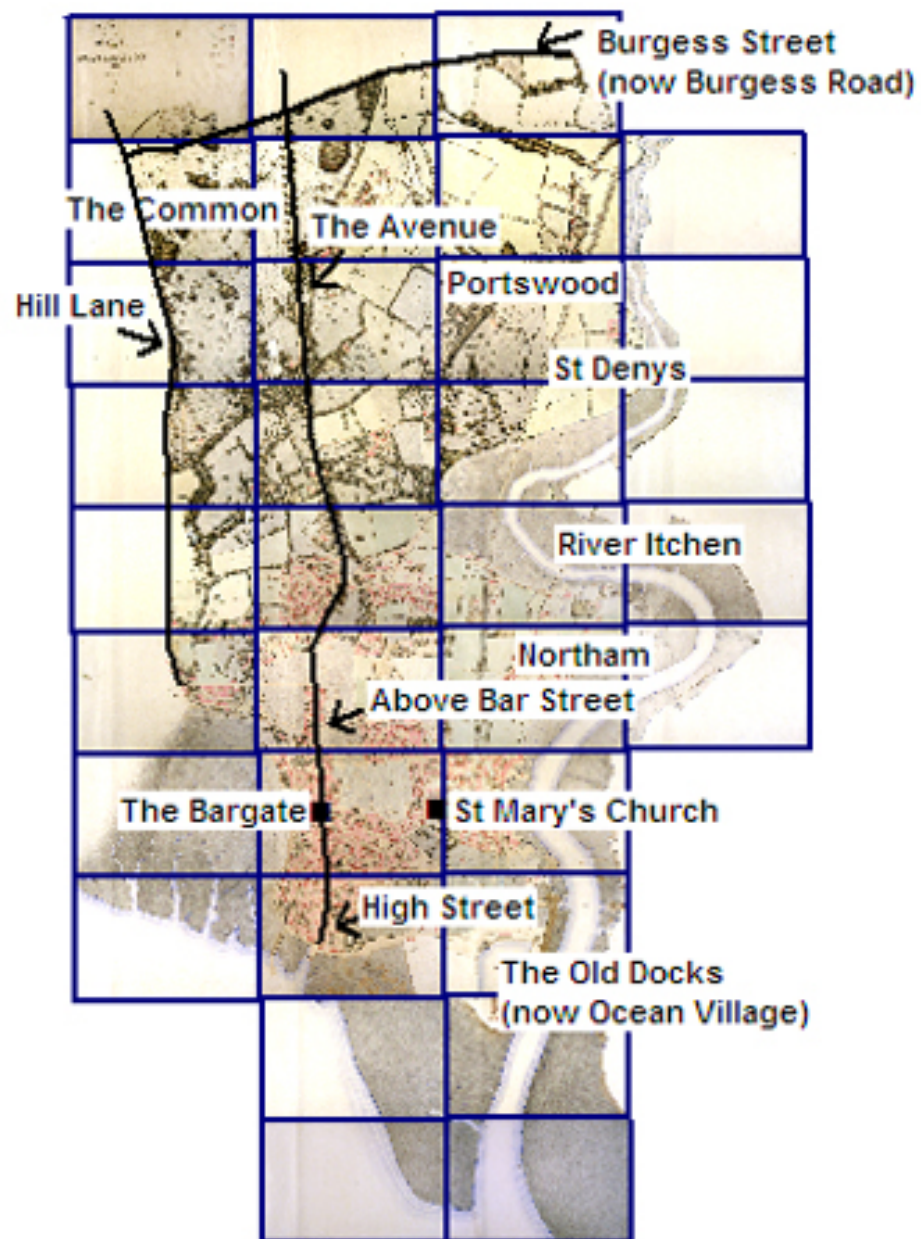 Burgess Street
(now Burgess Road)
The Common
The Avenue
Portswood
Hill Lane
St Denys
River Itchen
Northam
Above Bar Street
The Bargate
St Mary's Church
High Street
The Old Docks
(now Ocean Village)